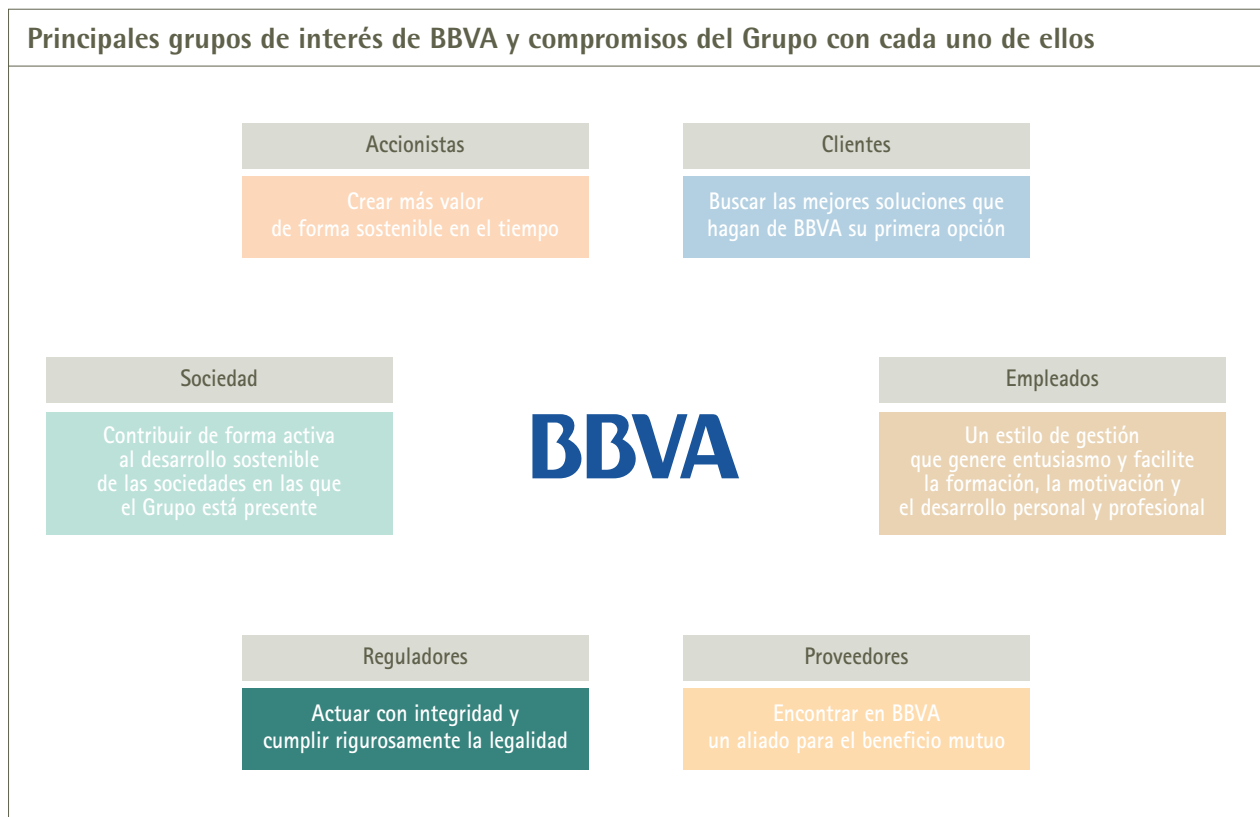 Principales grupos de interés de BBVA y compromisos del Grupo con cada uno de ellos
Accionistas
Crear más valor
de forma sostenible en el tiempo
Clientes
Buscar las mejores soluciones que
hagan de BBVA su primera opción
Sociedad
Contribuir de forma activa
al desarrollo sostenible
de las sociedades en las que
el Grupo está presente
BBVA
Empleados
Un estilo de gestión
que genere entusiasmo y facilite
la formación, la motivación y
el desarrollo personal y profesional
Reguladores
Actuar con integridad y
cumplir rigurosamente la legalidad
Proveedores
Encontrar en BBVA
un aliado para el beneficio mutuo